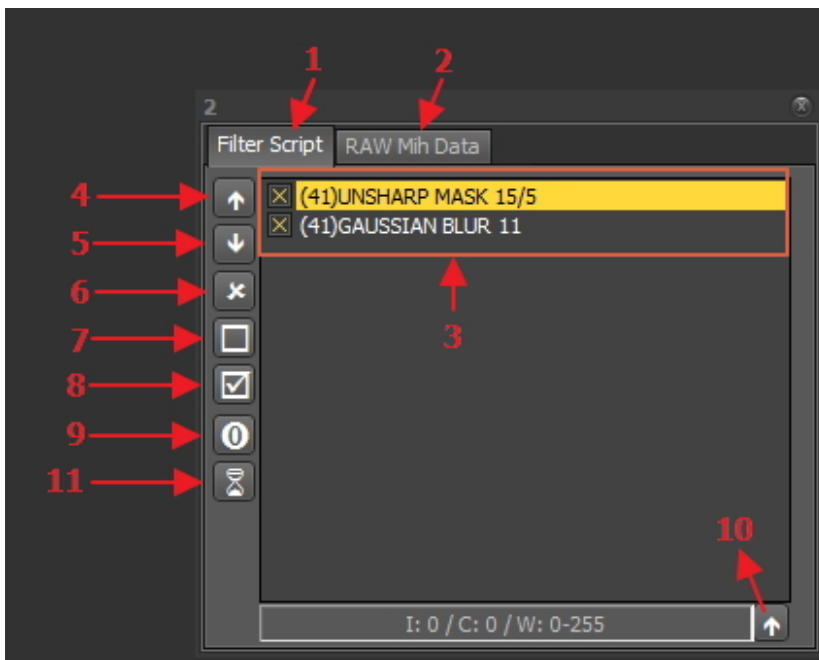 1 2
2
Filter Script RAW Mih Data
4 (41)UNSHARP MASK 15/5
5 (41)GAUSSIAN BLUR 11
6
7 3
8
9 0
11
10
I: 0 / C: 0 / W: 0-255